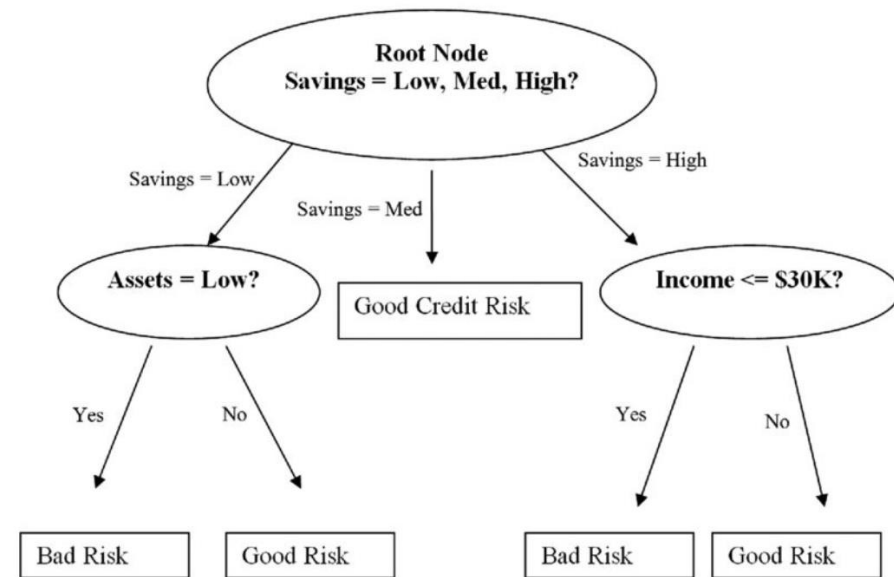 Root Node
Savings = Low, Med, High?
Savings = Low
Savings = Med
Savings = High
Assets = Low?
Good Credit Risk
Income <= $30K?
Yes
No
Yes
No
Bad Risk
Good Risk
Bad Risk
Good Risk